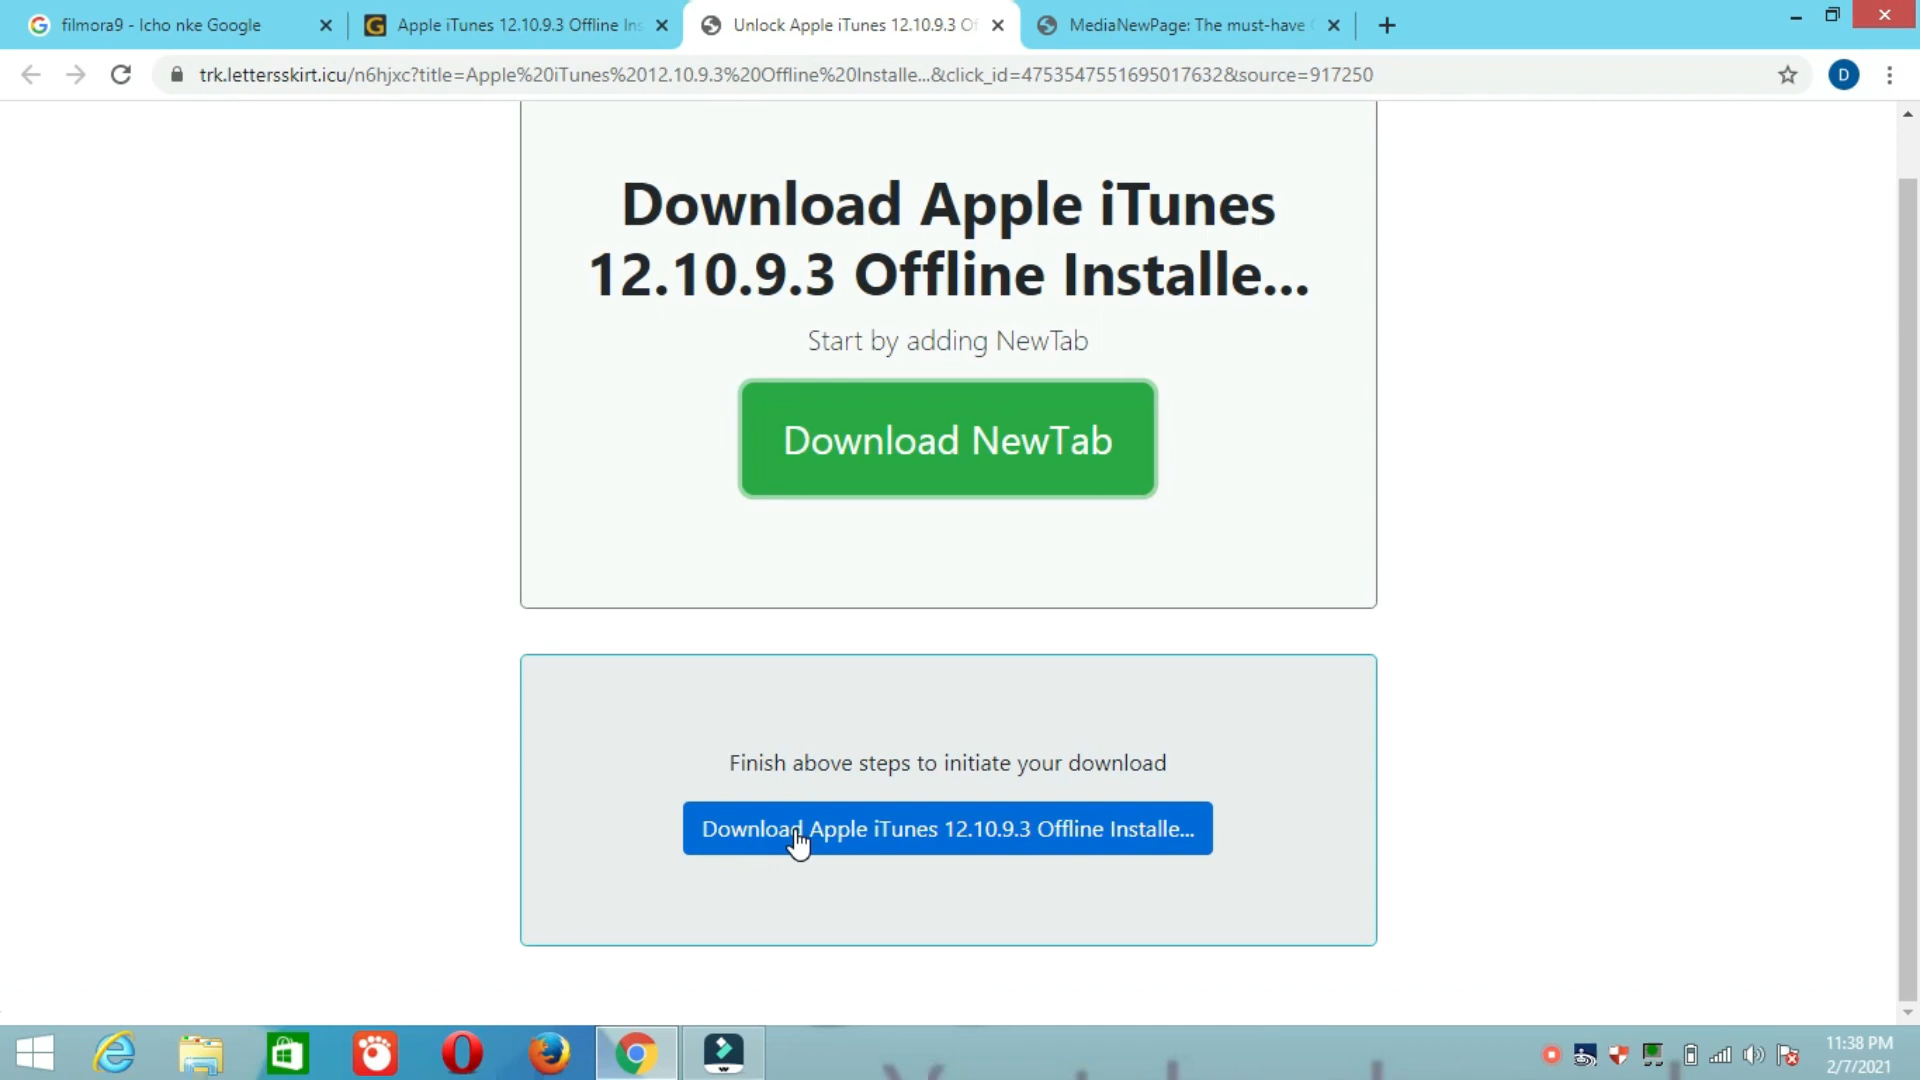 filmora9 - Icho nke Google
Apple iTunes 12.10.9.3 Offline Ins
Unlock Apple iTunes 12.10.9.3 Of
MediaNewPage: The must-have
trk.lettersskirt.icu/n6hjxc?title=Apple%20iTunes%2012.10.9.3%20Offline%20Installe...&click_id=4753547551695017632&source=917250
D
Download Apple iTunes
12.10.9.3 Offline Installe...
Start by adding NewTab
Download NewTab
Finish above steps to initiate your download
Download Apple iTunes 12.10.9.3 Offline Installe...
11:38 PM
2/7/2021